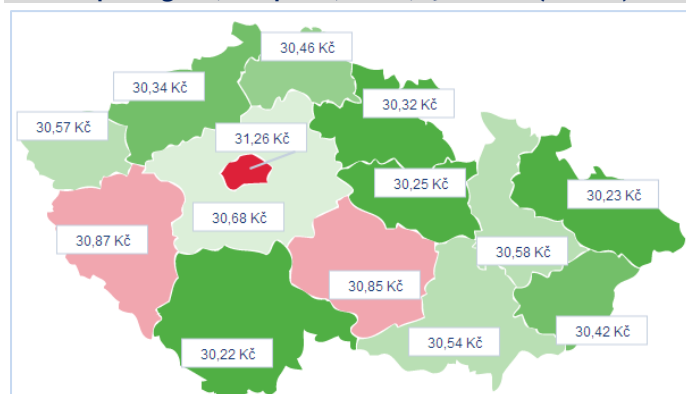 30,46 Kč
30,34 Kč
30,32 Kč
30,57 Kč
31,26 Kč
30,25 Kč
30,23 Kč
30,68 Kč
30,87 Kč
30,58 Kč
30,85 Kč
30,42 Kč
30,54 Kč
30,22 Kč